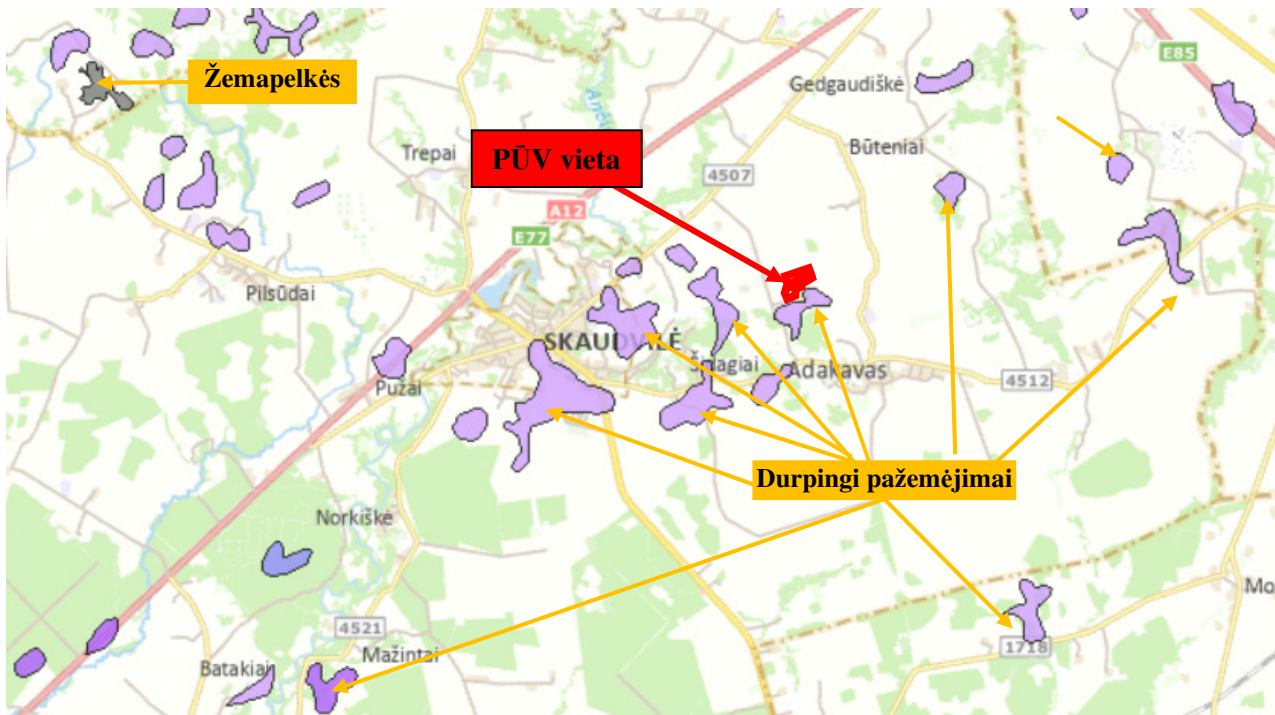 E85
Žemapelkės
Gedgaudiškė
Trepai
PŪV vieta
Būteniai
4507
A12
E77
Pilsūdai
SKAUDVILĖ
Adakavas
4512
Pužai
Durpingi pažemėjimai
Norkiškė
Mo
4521
1718
Mažintai
Batakiai